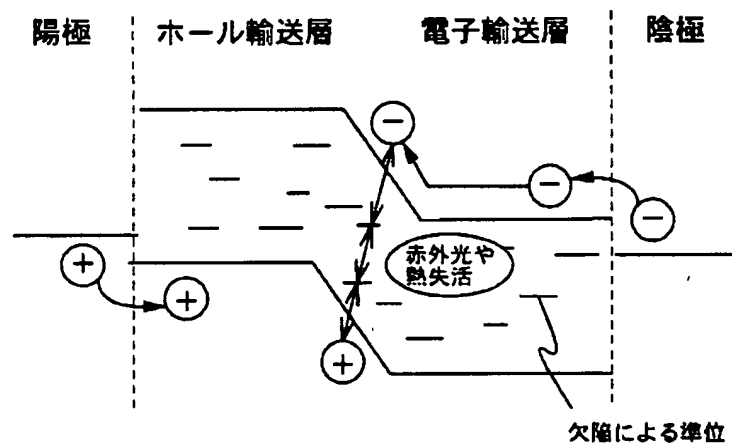 陽極
ホール輸送層
電子輸送層
陰極
赤外光や
熱失活
欠陥による準位